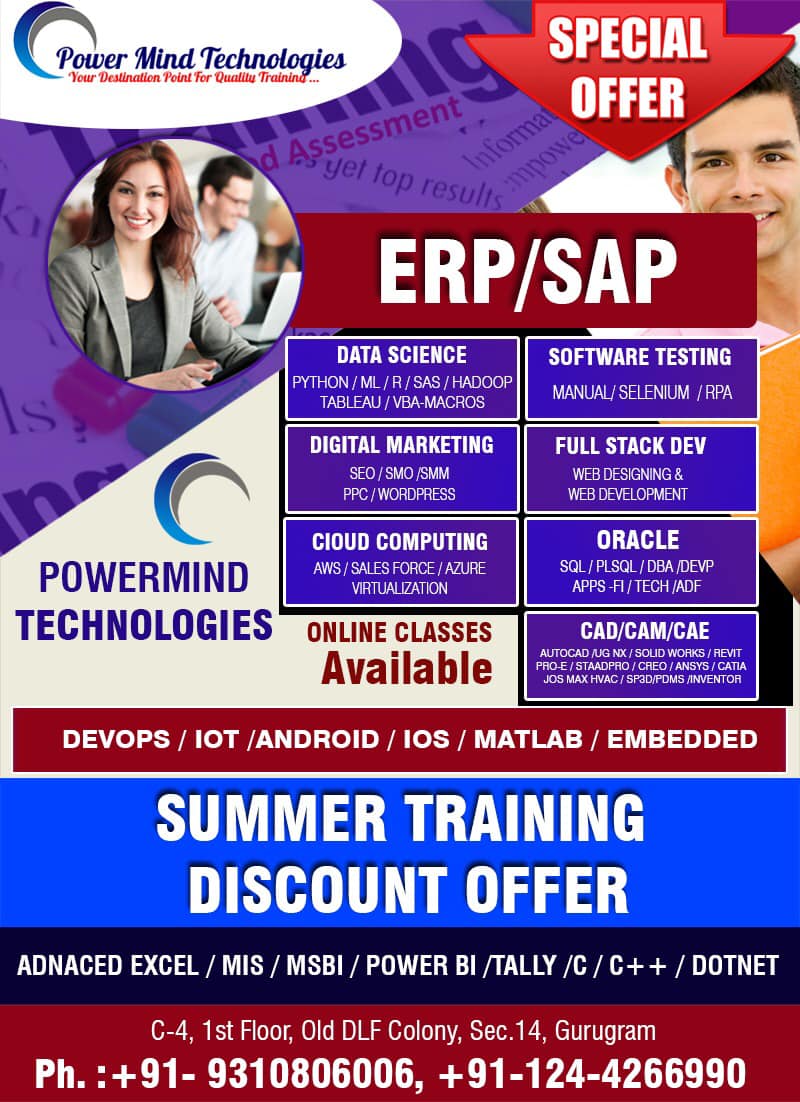 Power Mind Technologies
Your Destination Point For Quality Training ...
SPECIAL
OFFER
Training
nd Assessment
yet top results
Informa
empowe
ERP/SAP
DATA SCIENCE
PYTHON / ML / R / SAS / HADOOP
TABLEAU / VBA-MACROS
SOFTWARE TESTING
MANUAL/ SELENIUM / RPA
DIGITAL MARKETING
SEO / SMO /SMM
PPC / WORDPRESS
FULL STACK DEV
WEB DESIGNING &
WEB DEVELOPMENT
ClOUD COMPUTING
AWS / SALES FORCE / AZURE
VIRTUALIZATION
ORACLE
SQL / PLSQL / DBA /DEVP
APPS -FI / TECH /ADF
POWERMIND
TECHNOLOGIES
ONLINE CLASSES
Available
CAD/CAM/CAE
AUTOCAD /UG NX / SOLID WORKS / REVIT
PRO-E / STAADPRO / CREO / ANSYS / CATIA
JOS MAX HVAC / SP3D/PDMS /INVENTOR
DEVOPS / IOT /ANDROID / IOS / MATLAB / EMBEDDED
SUMMER TRAINING
DISCOUNT OFFER
ADNACED EXCEL / MIS / MSBI / POWER BI /TALLY /C / C++ / DOTNET
C-4, 1st Floor, Old DLF Colony, Sec.14, Gurugram
Ph. :+91- 9310806006, +91-124-4266990